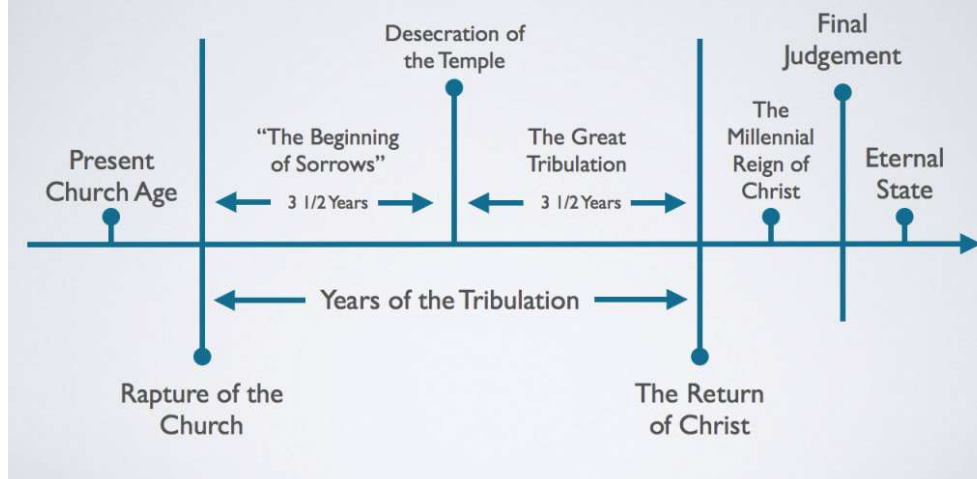 Desecration of
the Temple
Final
Judgement
"The Beginning
of Sorrows"
3 1/2 Years
The Great
Tribulation
3 1/2 Years
The
Millennial
Reign of
Christ
Present
Church Age
Eternal
State
Years of the Tribulation
Rapture of the
Church
The Return
of Christ